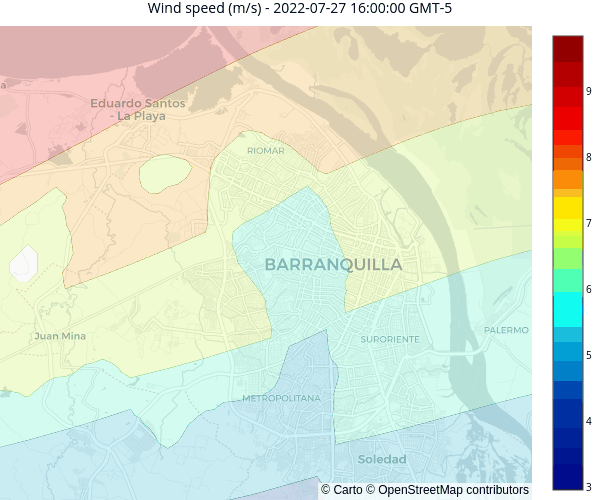 Wind speed (m/s) - 2022-07-27 16:00:00 GMT-5
a
Eduardo Santos
- La Playa
RIOMAR
BARRANQUILLA
Juan Mina
SURORIENTE
PALERMO
METROPOLITANA
Soledad
© Carto © OpenStreetMap contributors
9
8
7
6
5
4
3